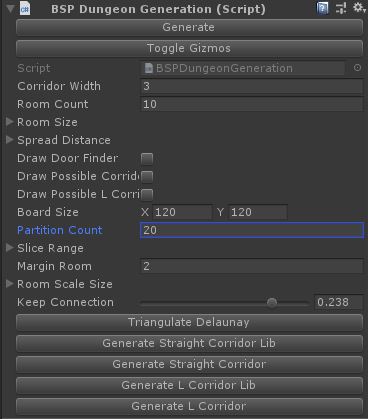 BSP Dungeon Generation (Script)
Generate
Toggle Gizmos
Script BSPDungeonGeneration
Corridor Width 3
Room Count 10
Room Size
Spread Distance
Draw Door Finder
Draw Possible Corrido
Draw Possible L Corri
Board Size X 120 Y 120
Partition Count 20
Slice Range
Margin Room 2
Room Scale Size
Keep Connection 0.238
Triangulate Delaunay
Generate Straight Corridor Lib
Generate Straight Corridor
Generate L Corridor Lib
Generate L Corridor